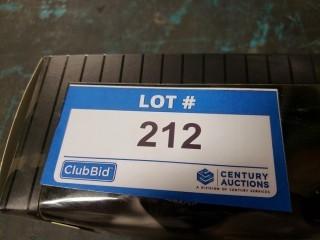 LOT #
212
ClubBid
CENTURY
AUCTIONS
A DIVISION OF CENTURY SERVICES